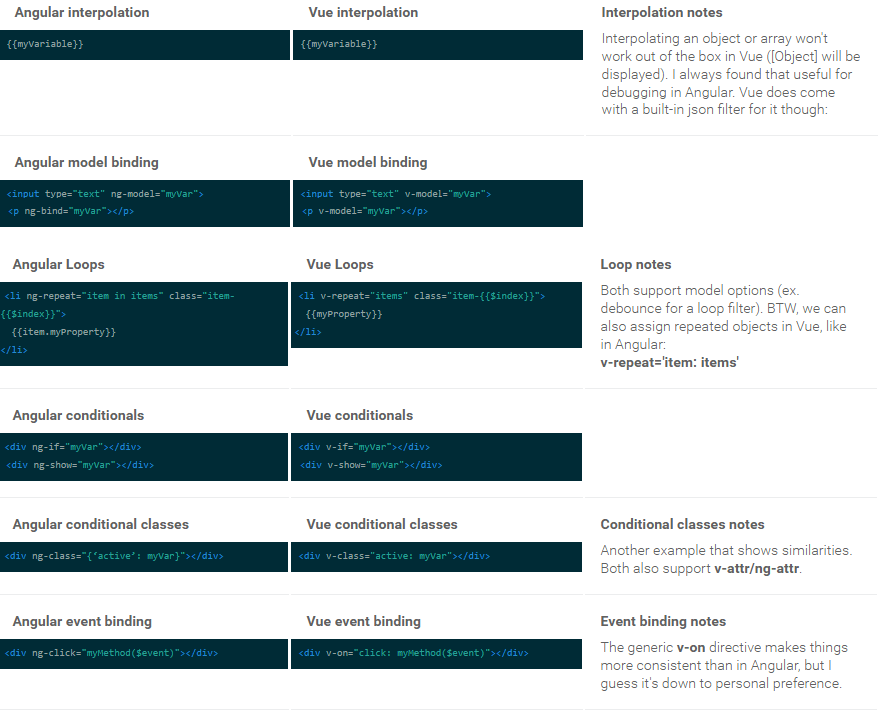 Angular interpolation
Vue interpolation
Interpolation notes
{{myVariable}}
{{myVariable}}
Interpolating an object or array won't
work out of the box in Vue ([Object] will be
displayed). I always found that useful for
debugging in Angular. Vue does come
with a built-in json filter for it though:
Angular model binding
Vue model binding
<input type="text" ng-model="myVar">
<p ng-bind="myVar"></p>
<input type="text" v-model="myVar">
<p v-model="myVar"></p>
Angular Loops
Vue Loops
Loop notes
<li ng-repeat="item in items" class="item-
{{$index}}">
{{item.myProperty}}
</li>
<li v-repeat="items" class="item-{{$index}}">
{{myProperty}}
</li>
Both support model options (ex.
debounce for a loop filter). BTW, we can
also assign repeated objects in Vue, like
in Angular:
v-repeat='item: items'
Angular conditionals
Vue conditionals
<div ng-if="myVar"></div>
<div ng-show="myVar"></div>
<div v-if="myVar"></div>
<div v-show="myVar"></div>
Angular conditional classes
Vue conditional classes
Conditional classes notes
<div ng-class="{‘active’: myVar}"></div>
<div v-class="active: myVar"></div>
Another example that shows similarities.
Both also support v-attr/ng-attr.
Angular event binding
Vue event binding
Event binding notes
<div ng-click="myMethod($event)"></div>
<div v-on="click: myMethod($event)"></div>
The generic v-on directive makes things
more consistent than in Angular, but I
guess it's down to personal preference.